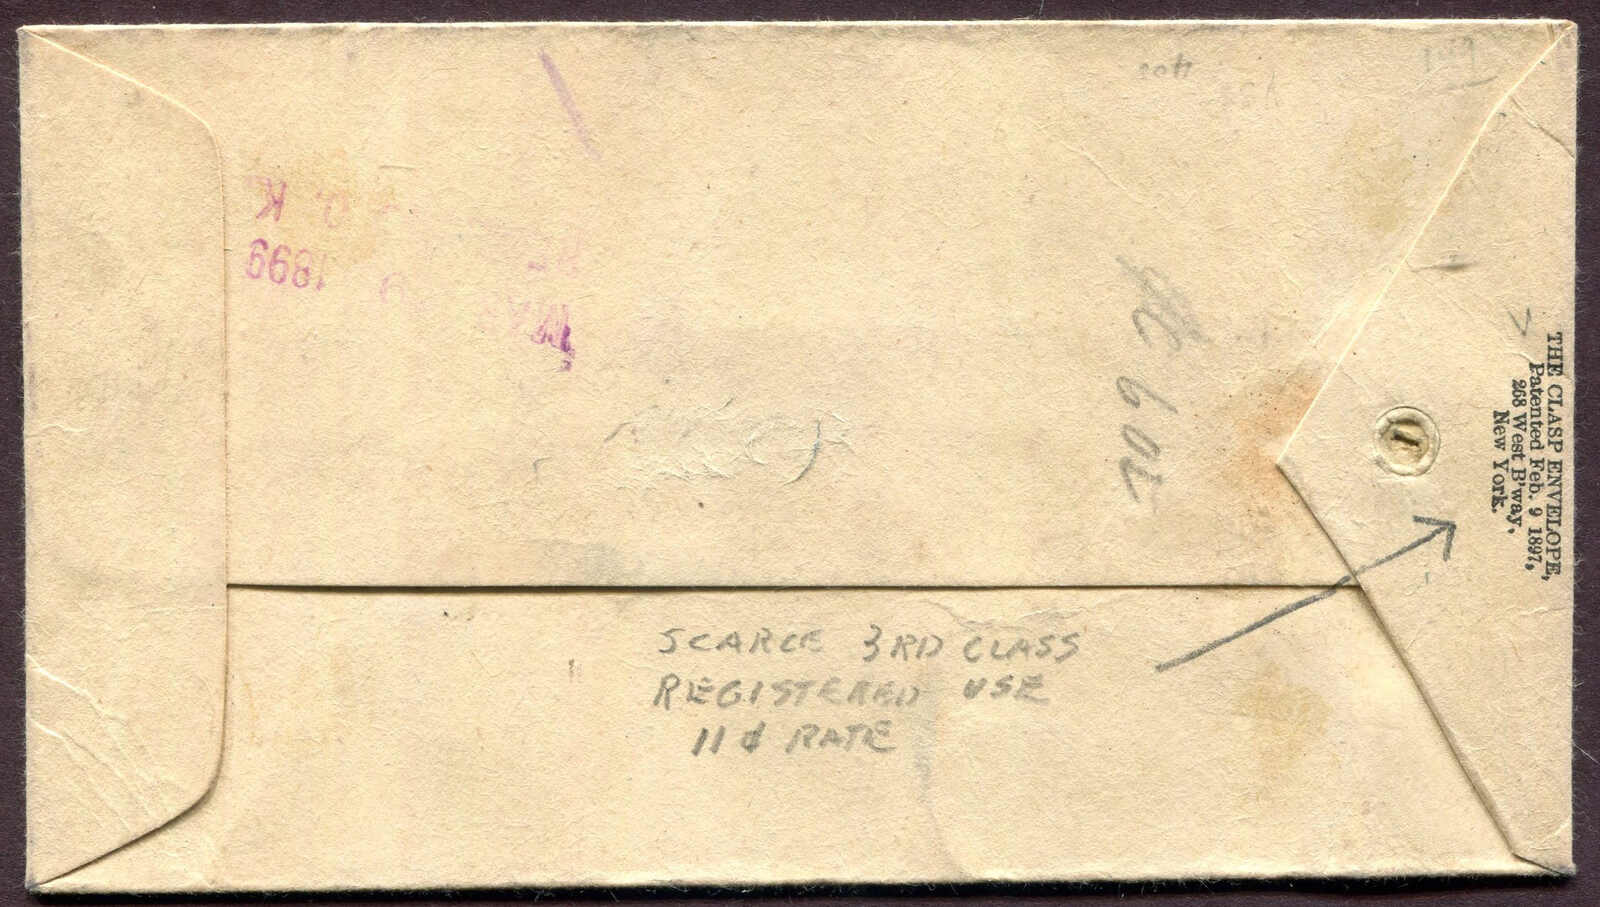 THE CLASP ENVELOPE,
Patented Feb. 9 1897,
268 West B'way,
New York.
SCARCE 3RD CLASS
REGISTERED USE
11¢ RATE
1899